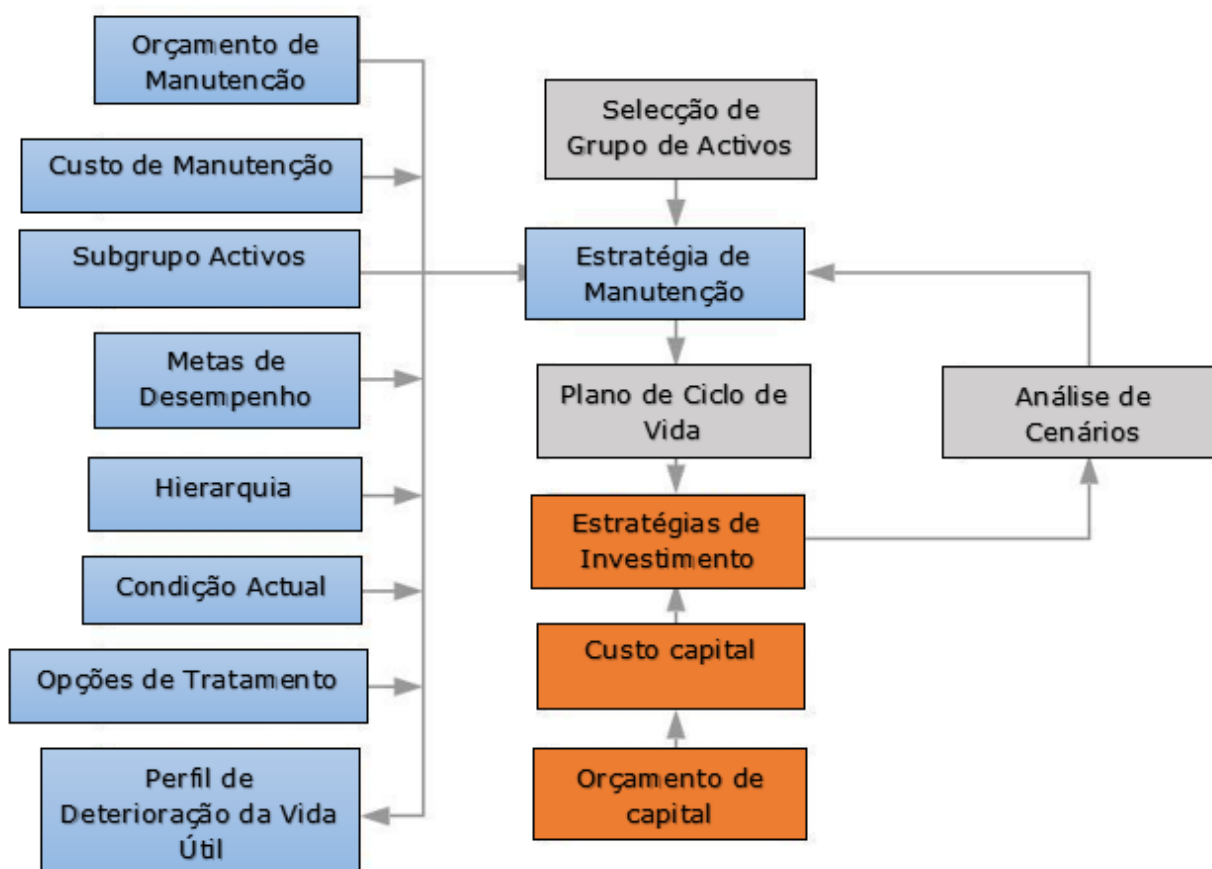 Orçamento de
Manutenção
Custo de Manutenção
Subgrupo Activos
Metas de
Desempenho
Hierarquia
Condição Actual
Opções de Tratamento
Perfil de
Deterioração da Vida
Útil
Selecção de
Grupo de Activos
Estratégia de
Manutenção
Plano de Ciclo de
Vida
Estratégias de
Investimento
Custo capital
Orçamento de
capital
Análise de
Cenários